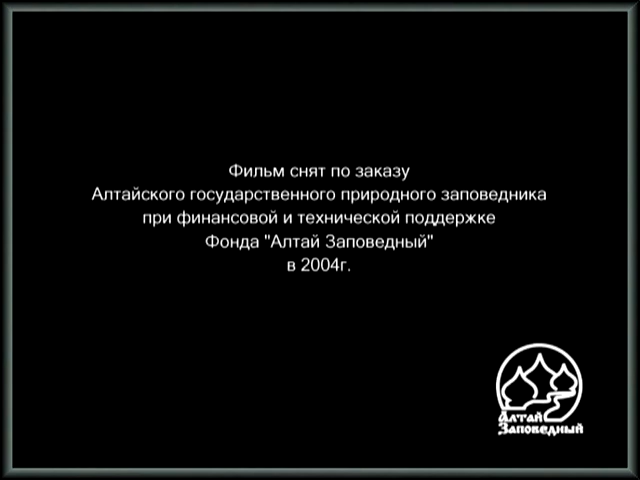 Фильм снят по заказу
Алтайского государственного природного заповедника
при финансовой и технической поддержке
Фонда "Алтай Заповедный"
в 2004г.
Алтай
Заповедный